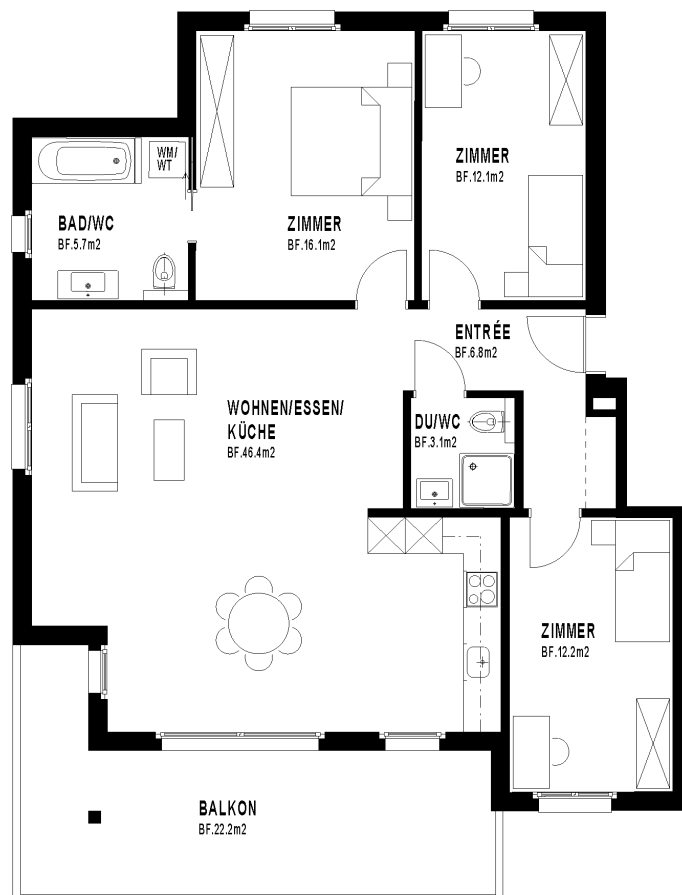 ZIMMER
BF.12.1m2
WM/
WT
BAD/WC
BF.5.7m2
ZIMMER
BF.16.1m2
ENTRÉE
BF.6.8m2
WOHNEN/ESSEN/
KÜCHE
BF.46.4m2
DU/WC
BF.3.1m2
ZIMMER
BF.12.2m2
BALKON
BF.22.2m2